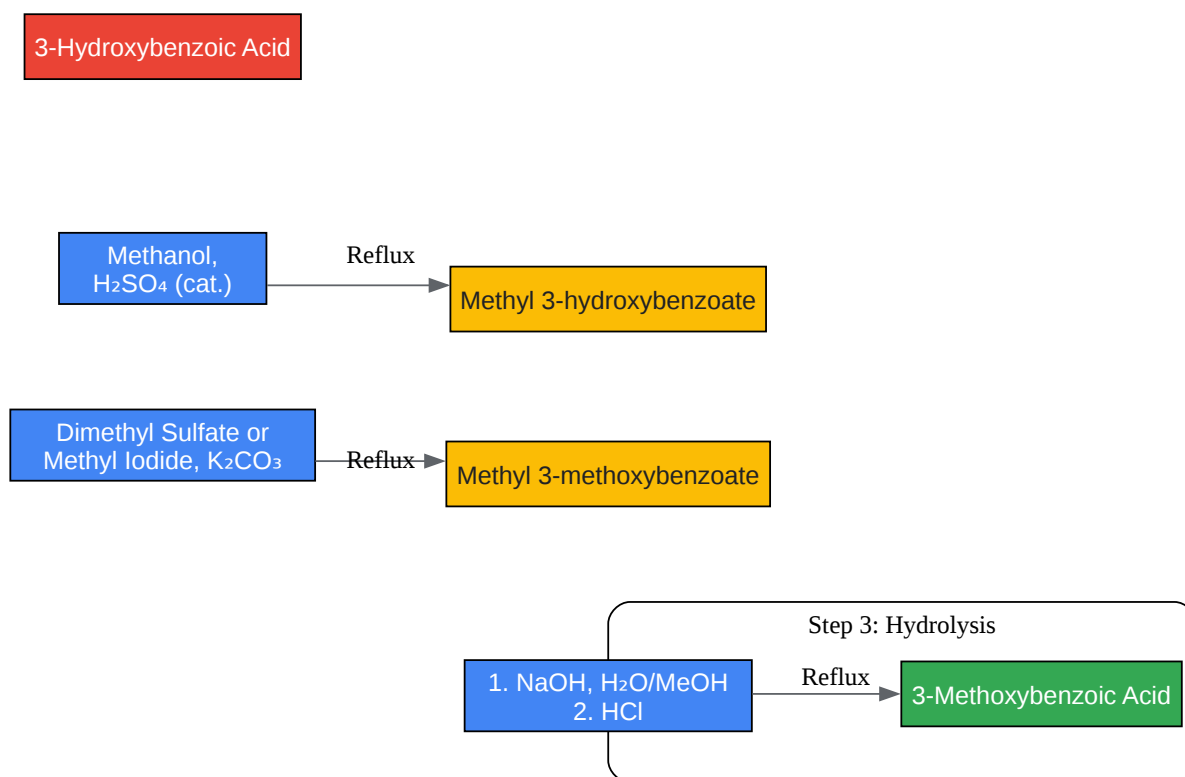 3-Hydroxybenzoic Acid
Methanol,
H₂SO₄ (cat.)
Reflux
Methyl 3-hydroxybenzoate
Dimethyl Sulfate or
Methyl Iodide, K₂CO₃
Reflux
Methyl 3-methoxybenzoate
Step 3: Hydrolysis
1. NaOH, H₂O/MeOH
2. HCl
Reflux
3-Methoxybenzoic Acid